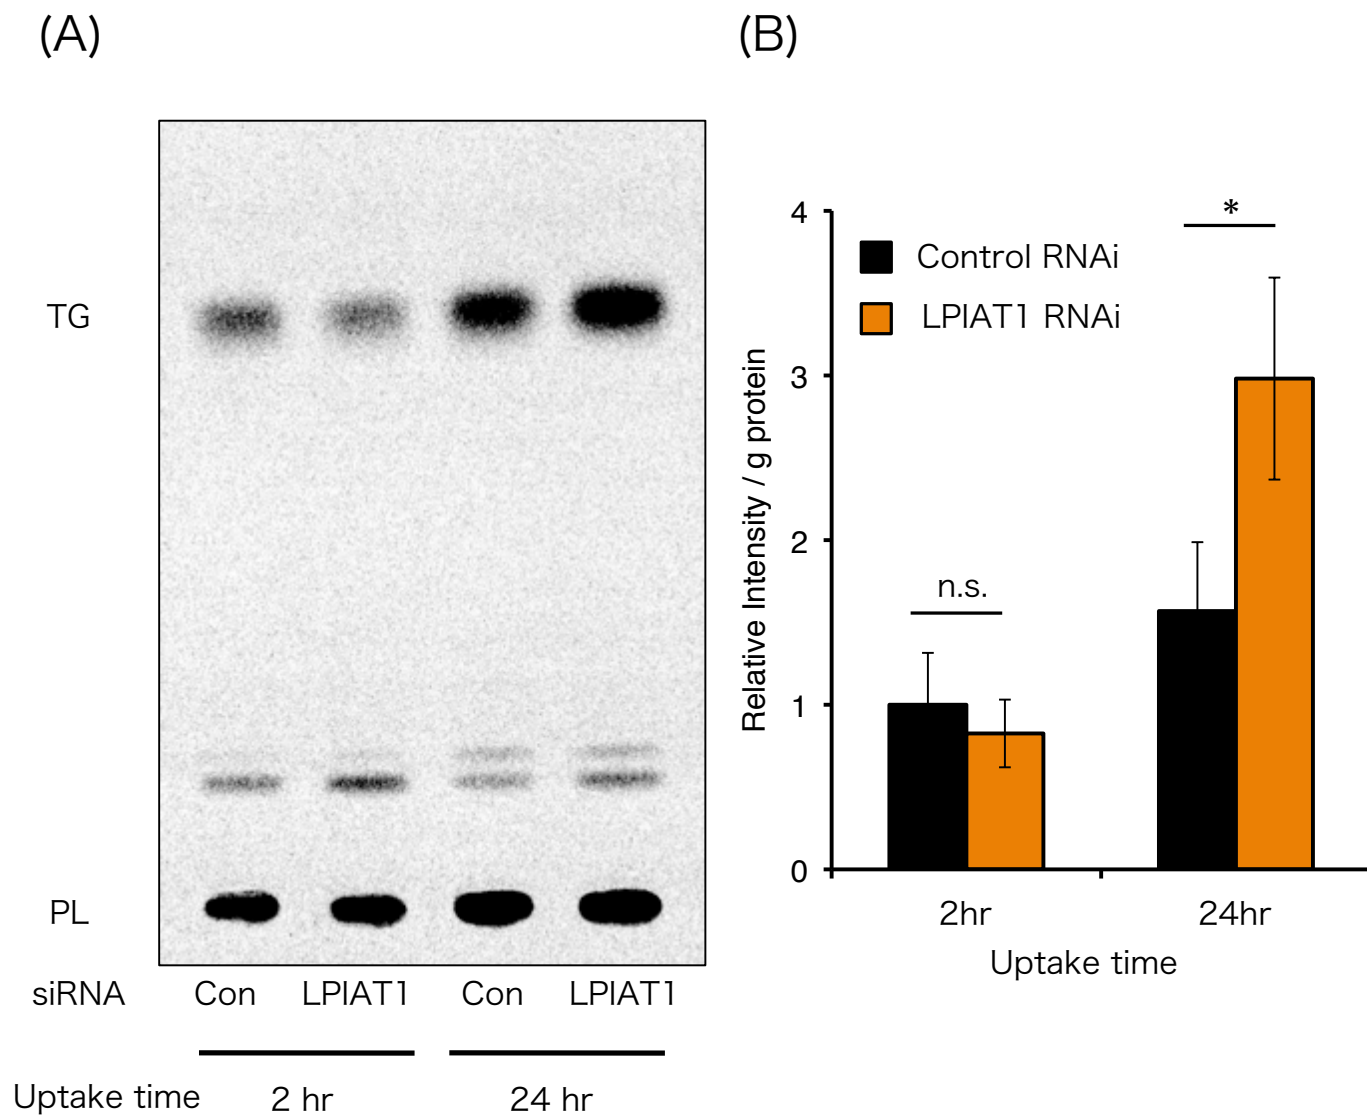 (A)
TG
PL
siRNA Con LPIAT1 Con LPIAT1
Uptake time 2 hr 24 hr
(B)
Relative Intensity / g protein
4
3
2
1
0
Control RNAi
LPIAT1 RNAi
n.s.
*
2hr 24hr
Uptake time